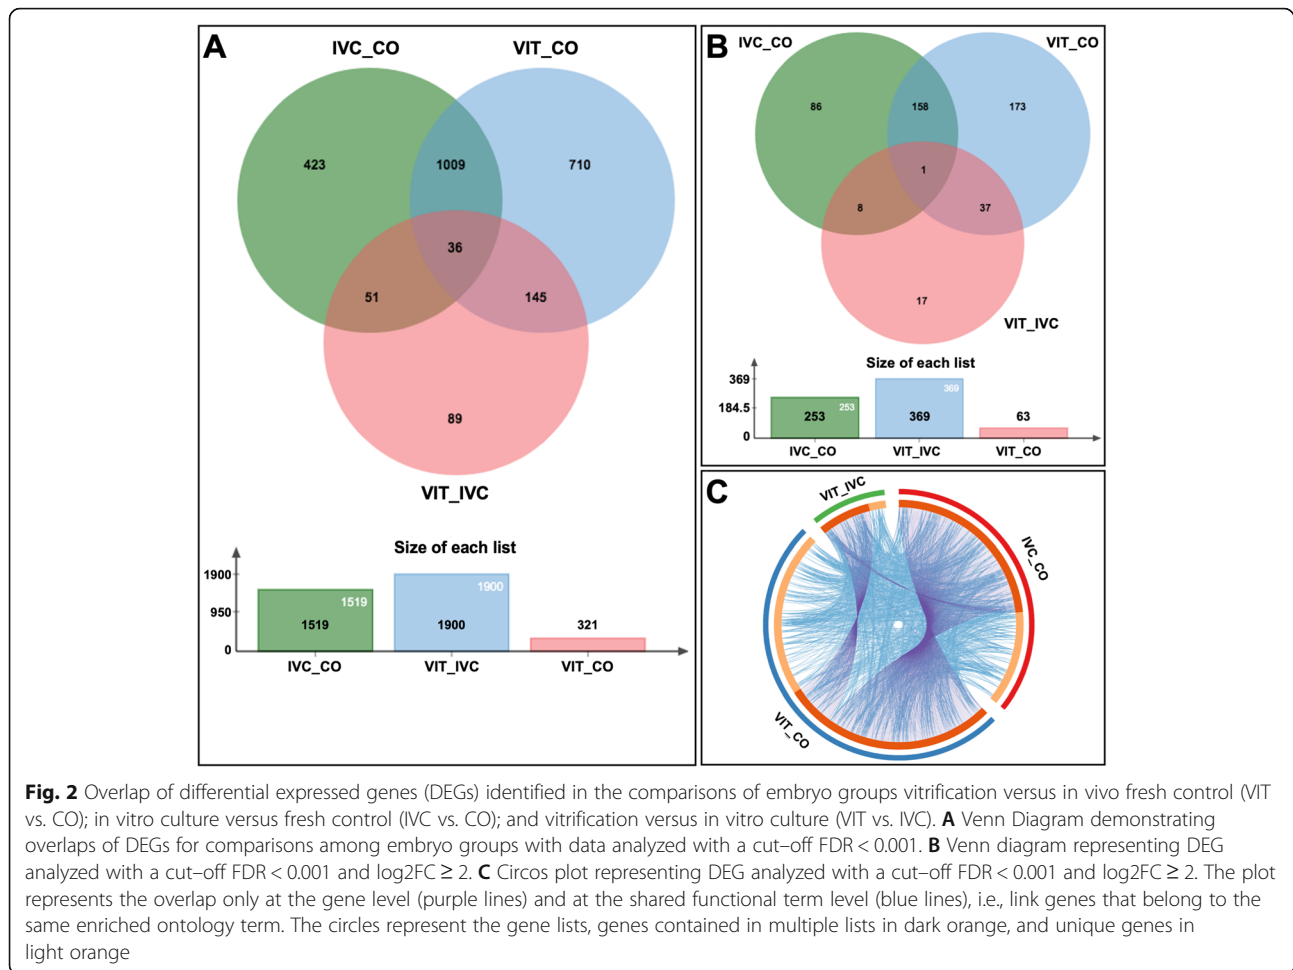 A
IVC_CO
VIT_CO
423
1009
710
36
51
145
89
VIT_IVC
Size of each list
1900
950
0
1519
1519
1900
1900
321
IVC_CO
VIT_IVC
VIT_CO
B
IVC_CO
VIT_CO
86
158
173
1
8
37
17
VIT_IVC
Size of each list
369
184.5
0
253
253
369
369
63
IVC_CO
VIT_IVC
VIT_CO
C
VIT_IVC
IVC_CO
VIT_CO
Fig. 2 Overlap of differential expressed genes (DEGs) identified in the comparisons of embryo groups vitrification versus in vivo fresh control (VIT
vs. CO); in vitro culture versus fresh control (IVC vs. CO); and vitrification versus in vitro culture (VIT vs. IVC). A Venn Diagram demonstrating
overlaps of DEGs for comparisons among embryo groups with data analyzed with a cut–off FDR < 0.001. B Venn diagram representing DEG
analyzed with a cut–off FDR < 0.001 and log2FC ≥ 2. C Circos plot representing DEG analyzed with a cut–off FDR < 0.001 and log2FC ≥ 2. The plot
represents the overlap only at the gene level (purple lines) and at the shared functional term level (blue lines), i.e., link genes that belong to the
same enriched ontology term. The circles represent the gene lists, genes contained in multiple lists in dark orange, and unique genes in
light orange